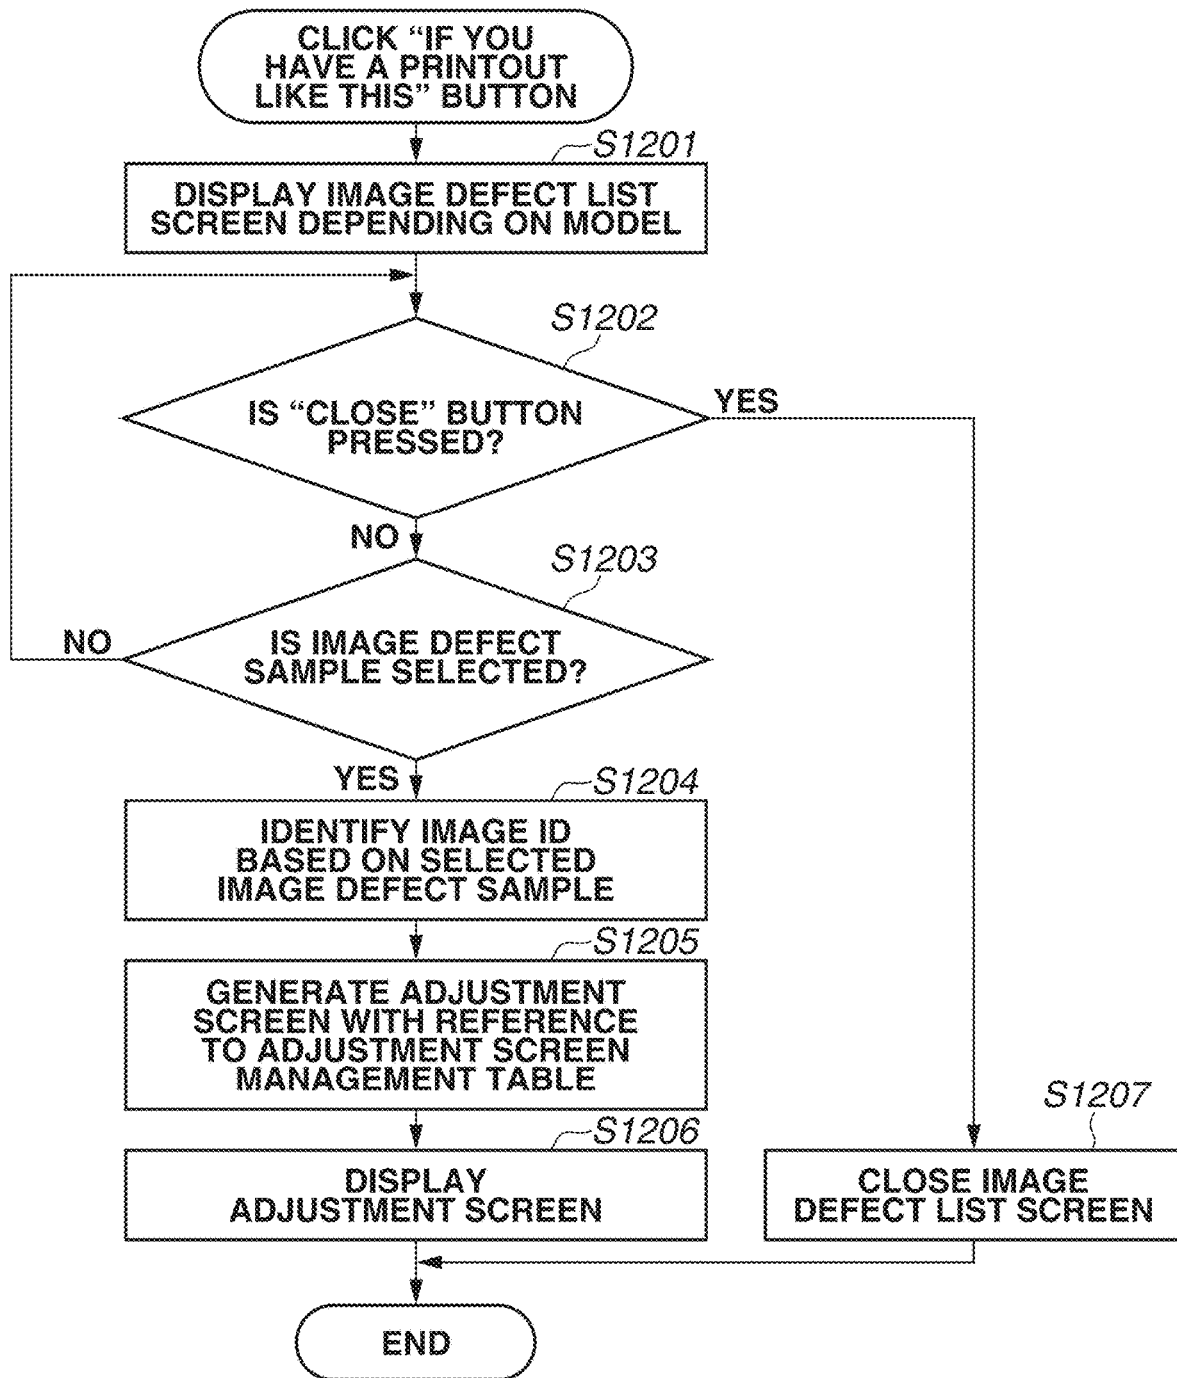 CLICK “IF YOU
HAVE A PRINTOUT
LIKE THIS” BUTTON
S1201
DISPLAY IMAGE DEFECT LIST
SCREEN DEPENDING ON MODEL
S1202
IS “CLOSE” BUTTON
PRESSED?
YES
NO
S1203
IS IMAGE DEFECT
SAMPLE SELECTED?
NO
YES
S1204
IDENTIFY IMAGE ID
BASED ON SELECTED
IMAGE DEFECT SAMPLE
S1205
GENERATE ADJUSTMENT
SCREEN WITH REFERENCE
TO ADJUSTMENT SCREEN
MANAGEMENT TABLE
S1206
DISPLAY
ADJUSTMENT SCREEN
S1207
CLOSE IMAGE
DEFECT LIST SCREEN
END